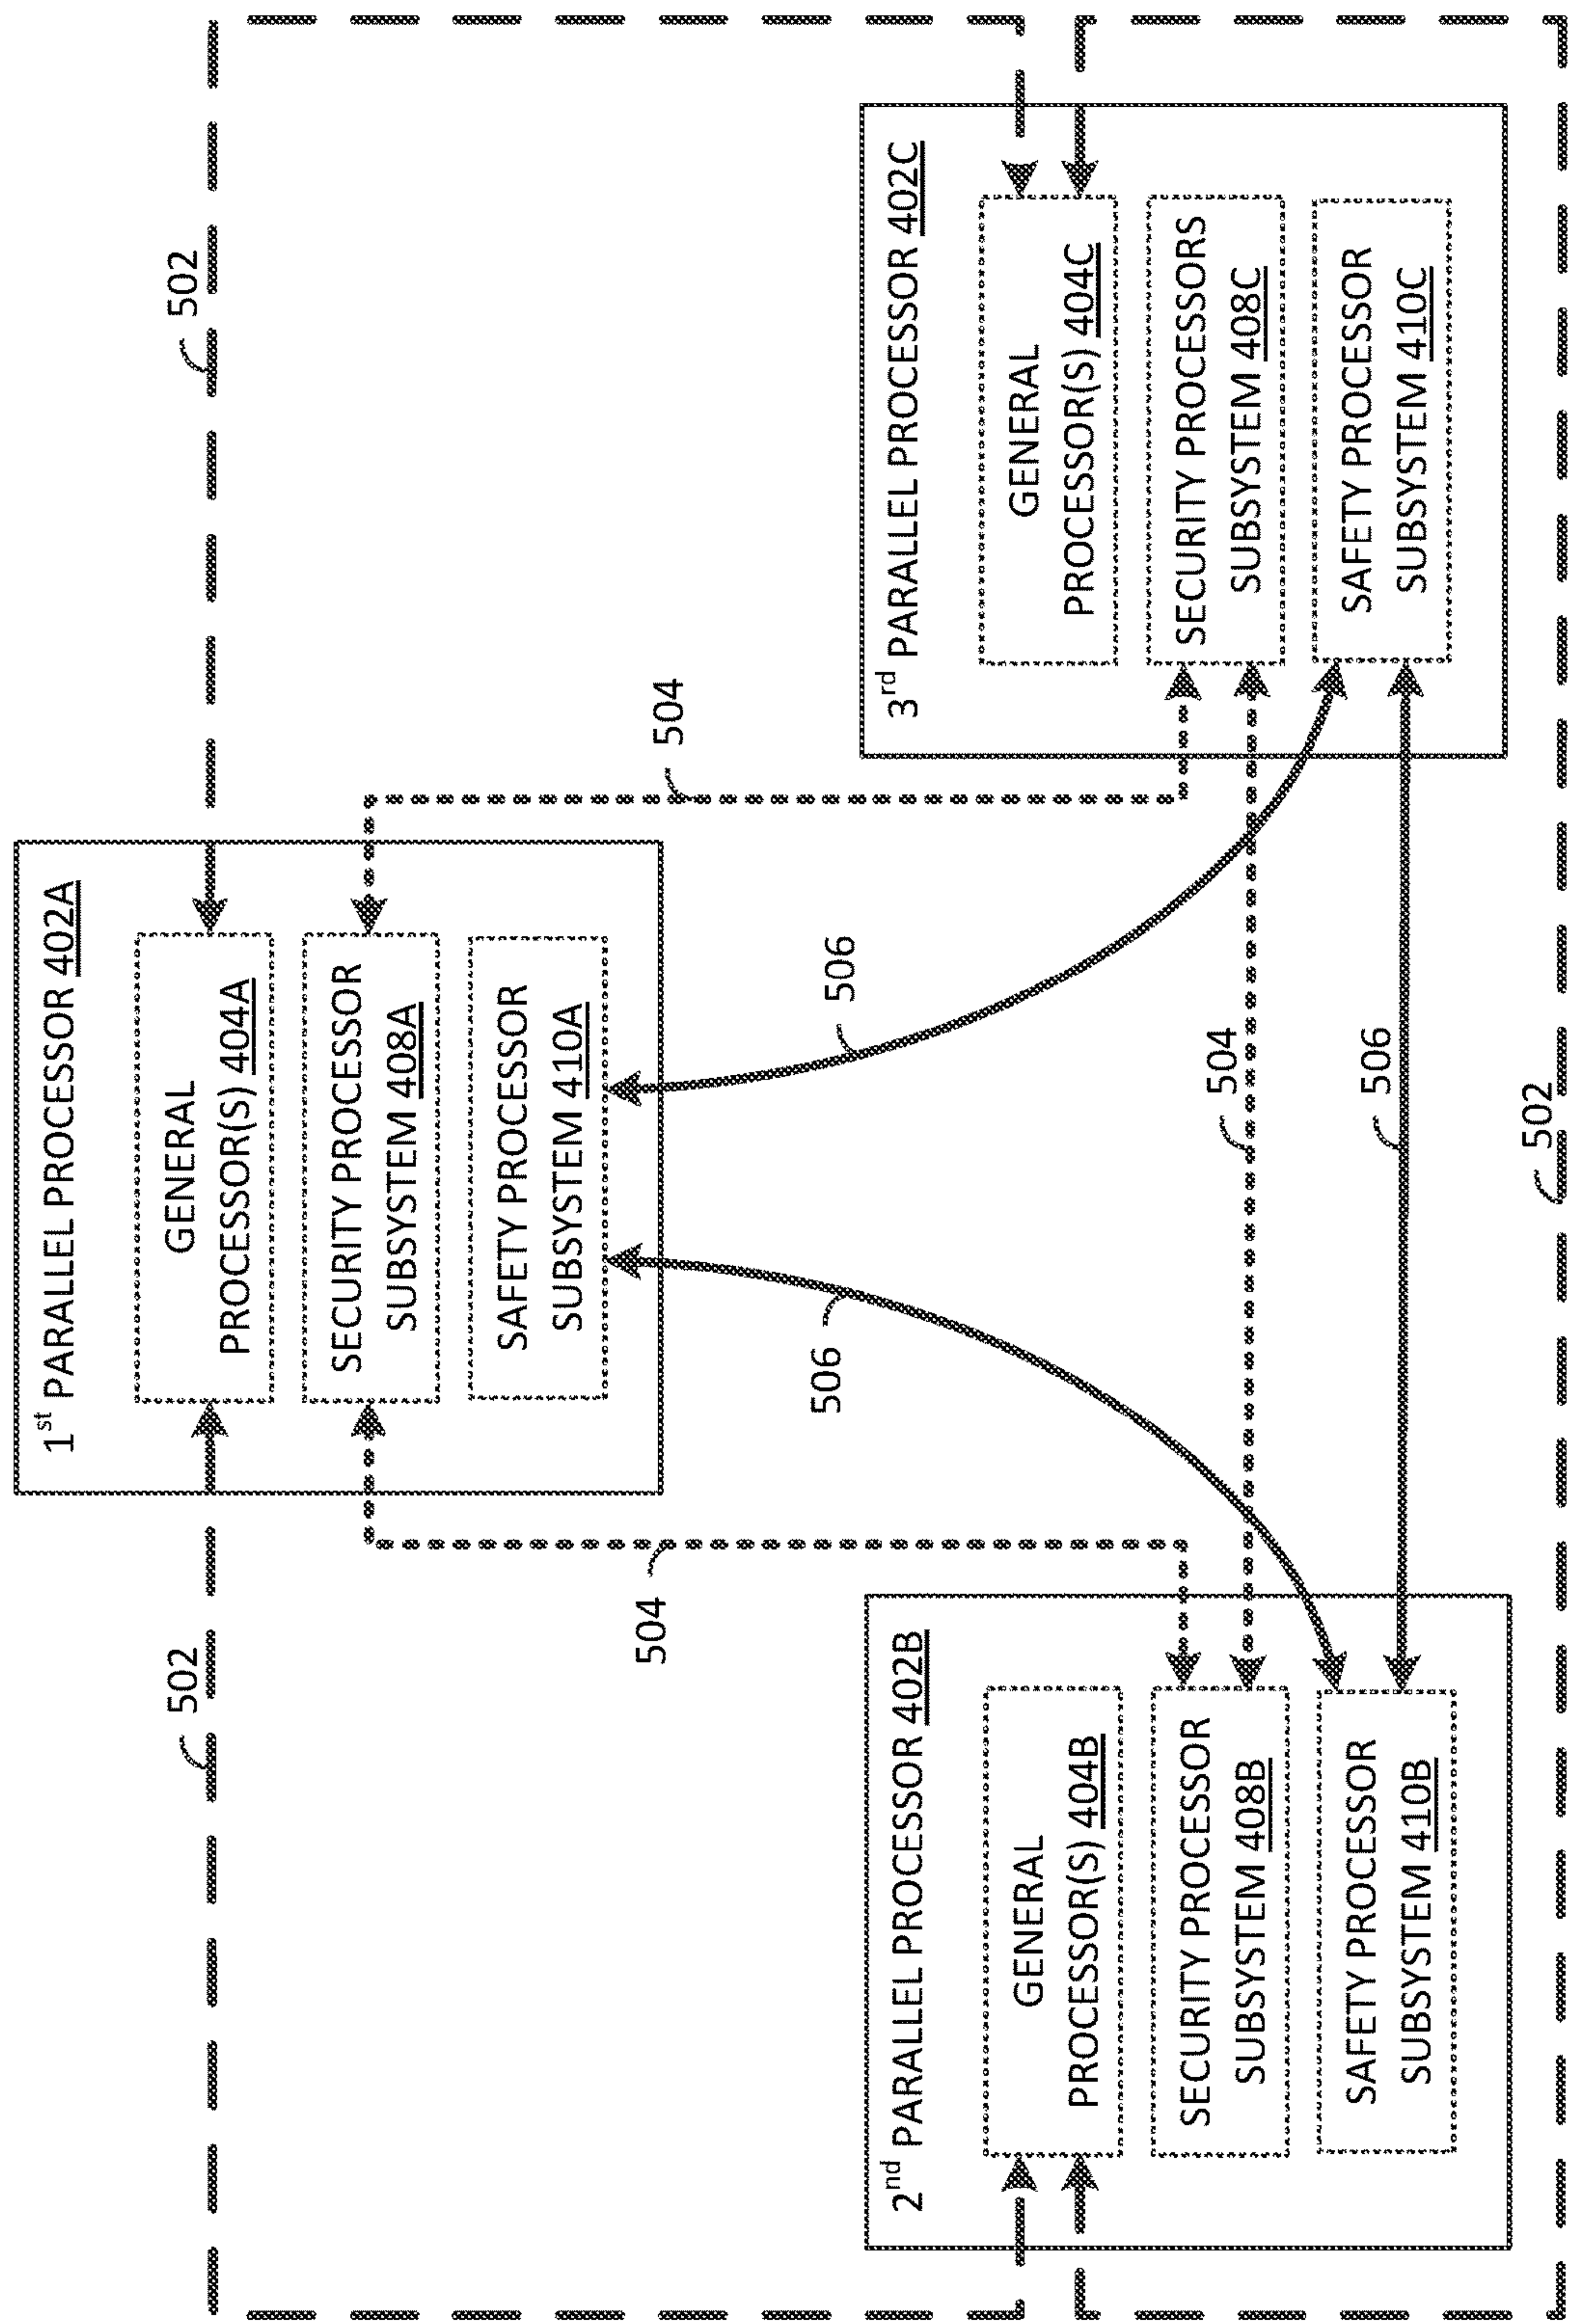 1st PARALLEL PROCESSOR 402A
GENERAL
PROCESSOR(S) 404A
SECURITY PROCESSOR
SUBSYSTEM 408A
SAFETY PROCESSOR
SUBSYSTEM 410A
502
502
504
504
506
506
504
506
502
2nd PARALLEL PROCESSOR 402B
GENERAL
PROCESSOR(S) 404B
SECURITY PROCESSOR
SUBSYSTEM 408B
SAFETY PROCESSOR
SUBSYSTEM 410B
3rd PARALLEL PROCESSOR 402C
GENERAL
PROCESSOR(S) 404C
SECURITY PROCESSORS
SUBSYSTEM 408C
SAFETY PROCESSOR
SUBSYSTEM 410C